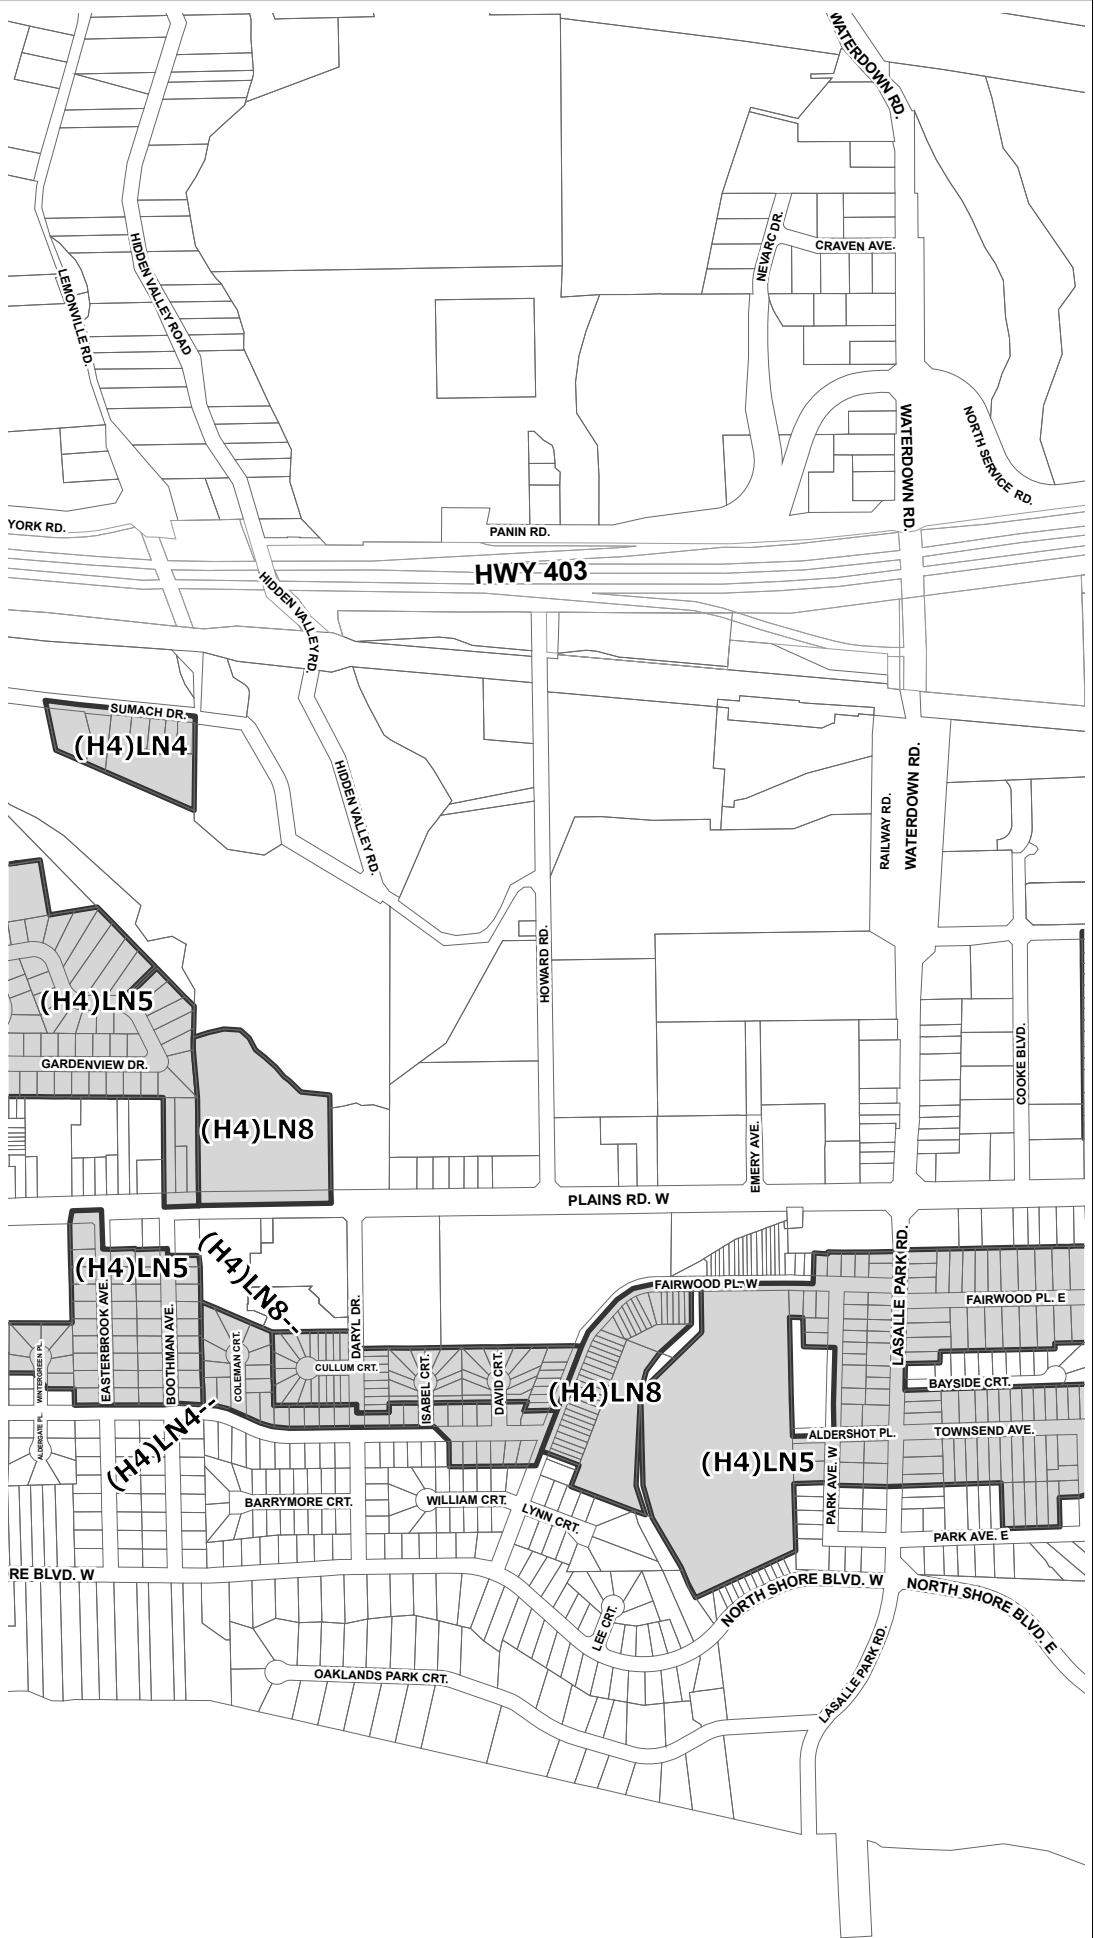 WATERDOWN RD.
NEVARC DR.
CRAVEN AVE.
HIDDEN VALLEY ROAD
LEMONVILLE RD.
WATERDOWN RD.
NORTH SERVICE RD.
YORK RD.
PANIN RD.
HWY 403
HIDDEN VALLEY RD.
SUMACH DR.
(H4)LN4
HIDDEN VALLEY RD.
RAILWAY RD.
WATERDOWN RD.
HOWARD RD.
(H4)LN5
GARDENVIEW DR.
COOKE BLVD.
(H4)LN8
EMERY AVE.
PLAINS RD. W
(H4)LN5
(H4)LN8--
FAIRWOOD PL. W
LASALLE PARK RD.
FAIRWOOD PL. E
WINTERGREEN PL.
EASTERBROOK AVE.
BOOTHMAN AVE.
COLEMAN CRT.
DARYL DR.
CULLUM CRT.
ISABEL CRT.
DAVID CRT.
(H4)LN8
BAYSIDE CRT.
ALDERGATE PL.
(H4)LN4--
ALDERSHOT PL.
TOWNSEND AVE.
(H4)LN5
PARK AVE. W
BARRYMORE CRT.
WILLIAM CRT.
LYNN CRT.
PARK AVE. E
RE BLVD. W
NORTH SHORE BLVD. W
NORTH SHORE BLVD. E
LEE CRT.
OAKLANDS PARK CRT.
LASALLE PARK RD.